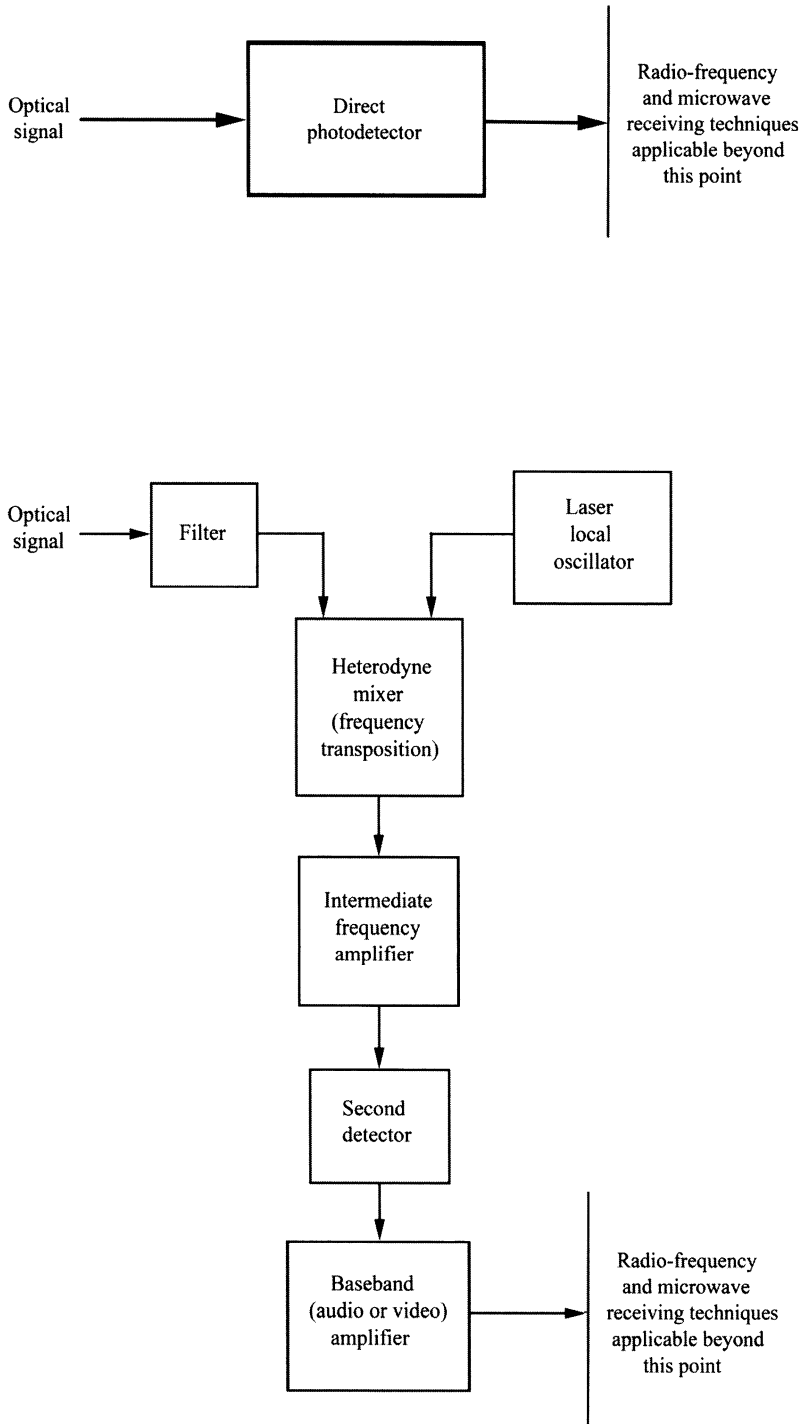 Optical
signal
Direct
photodetector
Radio-frequency
and microwave
receiving techniques
applicable beyond
this point
Optical
signal
Filter
Laser
local
oscillator
Heterodyne
mixer
(frequency
transposition)
Intermediate
frequency
amplifier
Second
detector
Baseband
(audio or video)
amplifier
Radio-frequency
and microwave
receiving techniques
applicable beyond
this point